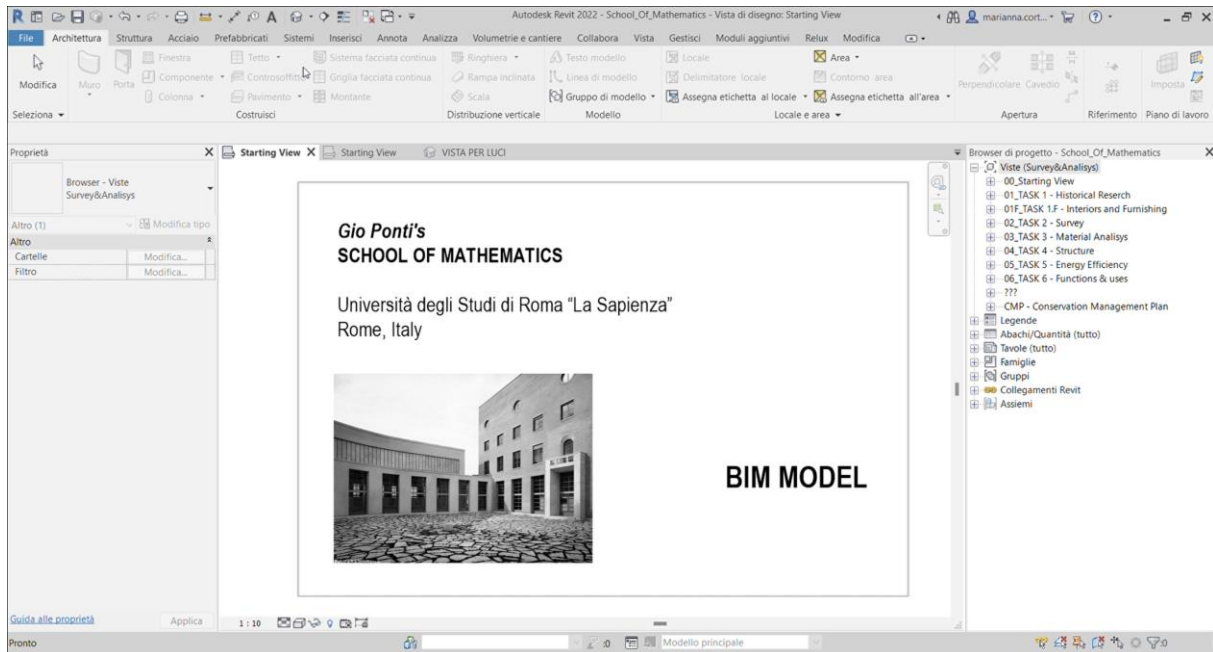 Autodesk Revit 2022 - School_Of_Mathematics - Vista di disegno: Starting View
marianna.cort...
File Architettura Struttura Acciaio Prefabbricati Sistemi Inserisci Annota Analizza Volumetrie e cantiere Collabora Vista Gestisci Moduli aggiuntivi Relux Modifica
Modifica
Muro
Porta
Finestra
Componente
Colonna
Tetto
Controsoffitto
Pavimento
Sistema facciata continua
Griglia facciata continua
Montante
Ringhiera
Rampa inclinata
Scala
Testo modello
Linea di modello
Gruppo di modello
Locale
Delimitatore locale
Assegna etichetta al locale
Area
Contorno area
Assegna etichetta all'area
Perpendicolare
Cavedio
Imposta
Seleziona
Costruisci
Distribuzione verticale
Modello
Locale e area
Apertura
Riferimento
Piano di lavoro
Proprietà
Browser - Viste
Survey&Analisys
Altro (1)
Modifica tipo
Altro
Cartelle Modifica...
Filtro Modifica...
Guida alle proprietà
Applica
Starting View
Starting View
VISTA PER LUCI
Gio Ponti's
SCHOOL OF MATHEMATICS
Università degli Studi di Roma “La Sapienza”
Rome, Italy
BIM MODEL
1 : 10
Browser di progetto - School_Of_Mathematics
Viste (Survey&Analisys)
00_Starting View
01_TASK 1 - Historical Reserch
01F_TASK 1.F - Interiors and Furnishing
02_TASK 2 - Survey
03_TASK 3 - Material Analisys
04_TASK 4 - Structure
05_TASK 5 - Energy Efficiency
06_TASK 6 - Functions & uses
???
CMP - Conservation Management Plan
Legende
Abachi/Quantità (tutto)
Tavole (tutto)
Famiglie
Gruppi
Collegamenti Revit
Assiemi
Pronto
:0
Modello principale
:0